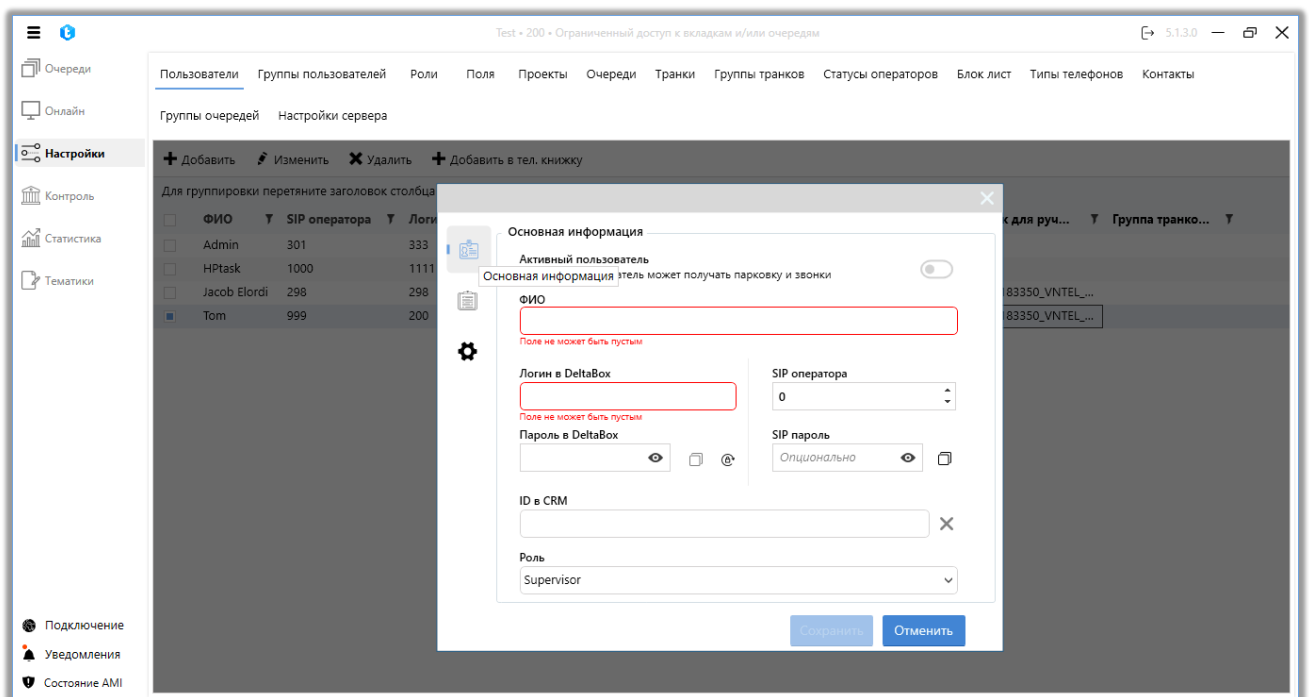 Test • 200 • Ограниченный доступ к вкладкам и/или очередям
5.1.3.0
Очереди
Онлайн
Настройки
Контроль
Статистика
Тематики
Подключение
Уведомления
Состояние AMI
Пользователи Группы пользователей Роли Поля Проекты Очереди Транки Группы транков Статусы операторов Блок лист Типы телефонов Контакты
Группы очередей Настройки сервера
Добавить Изменить Удалить Добавить в тел. книжку
Для группировки перетяните заголовок столбца
ФИО SIP оператора Логи к для руч... Группа транко...
Admin 301 333
HPtask 1000 1111
Jacob Elordi 298 298 183350_VNTEL_...
Tom 999 200 183350_VNTEL_...
Основная информация
Активный пользователь
Основная информация атель может получать парковку и звонки
ФИО
Поле не может быть пустым
Логин в DeltaBox SIP оператора
0
Поле не может быть пустым
Пароль в DeltaBox SIP пароль
Опционально
ID в CRM
Роль
Supervisor
Сохранить Отменить